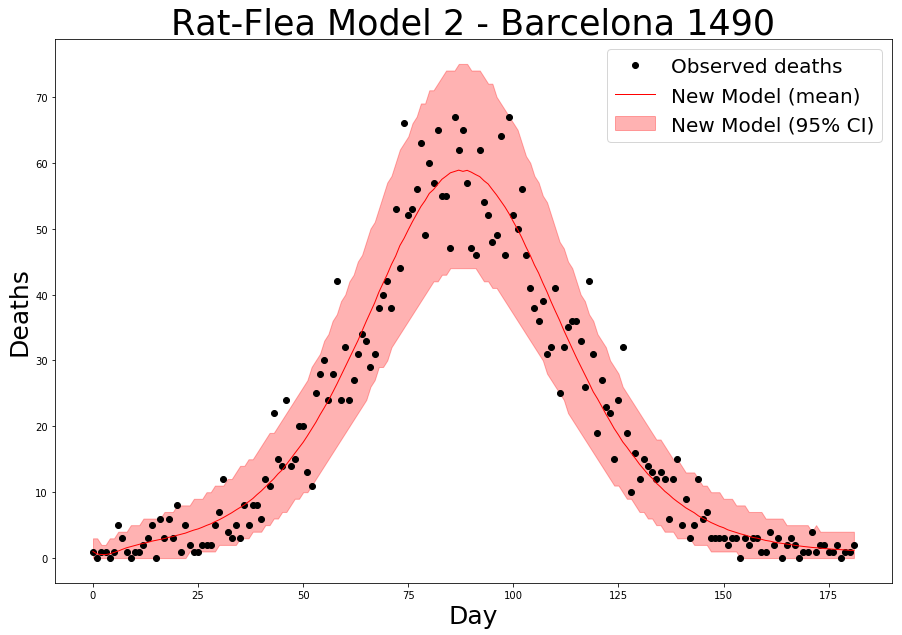 Rat-Flea Model 2 - Barcelona 1490
Observed deaths
New Model (mean)
New Model (95% CI)
Deaths
70
60
50
40
30
20
10
0
0 25 50 75 100 125 150 175
Day